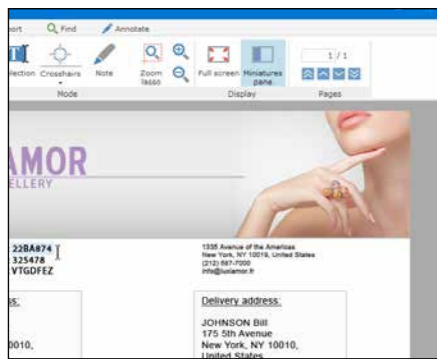 ort Find Annotate
lection Crosshairs Note Zoom lasso Full screen Miniatures pane 1 / 1
Mode Display Pages
AMOR
ELLERY
22BA874
325478
VTGDFEZ
1335 Avenue of the Americas
New York, NY 10019, United States
(212) 687-7000
info@luxiamor.fr
ss:
0010,
Delivery address:
JOHNSON Bill
175 5th Avenue
New York, NY 10010,
United States